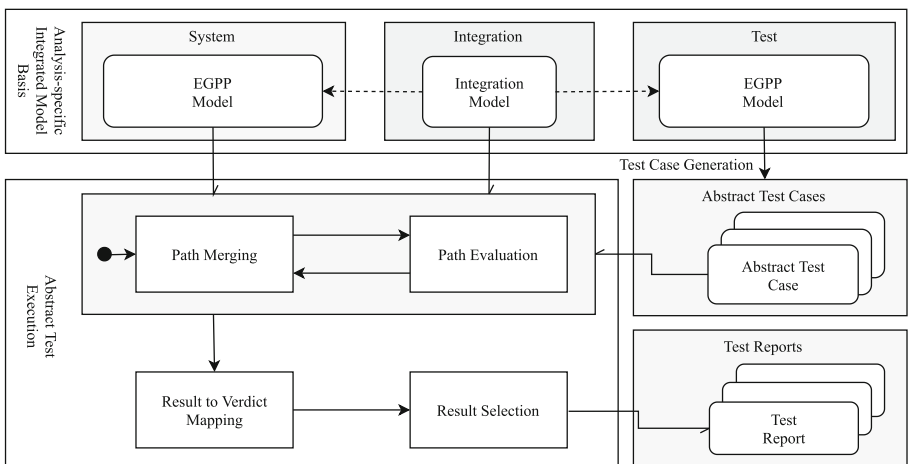 Analysis-specific
Integrated Model
Basis
System
EGPP
Model
Integration
Integration
Model
Test
EGPP
Model
Test Case Generation
Abstract Test
Execution
Path Merging
Path Evaluation
Abstract Test Cases
Abstract Test
Case
Result to Verdict
Mapping
Result Selection
Test Reports
Test
Report